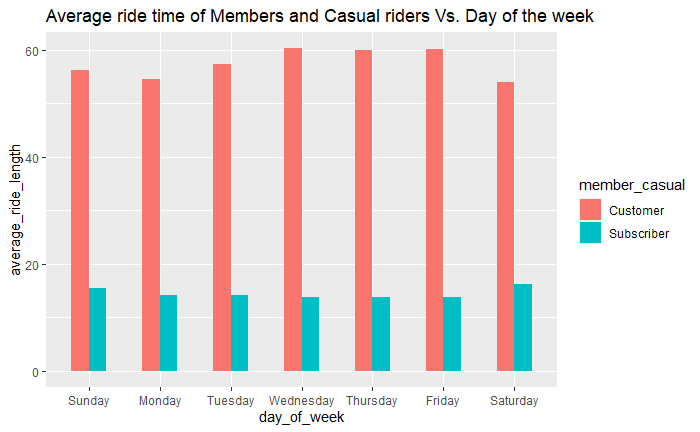 Average ride time of Members and Casual riders Vs. Day of the week
average_ride_length
60
40
20
0
Sunday Monday Tuesday Wednesday Thursday Friday Saturday
day_of_week
member_casual
Customer
Subscriber